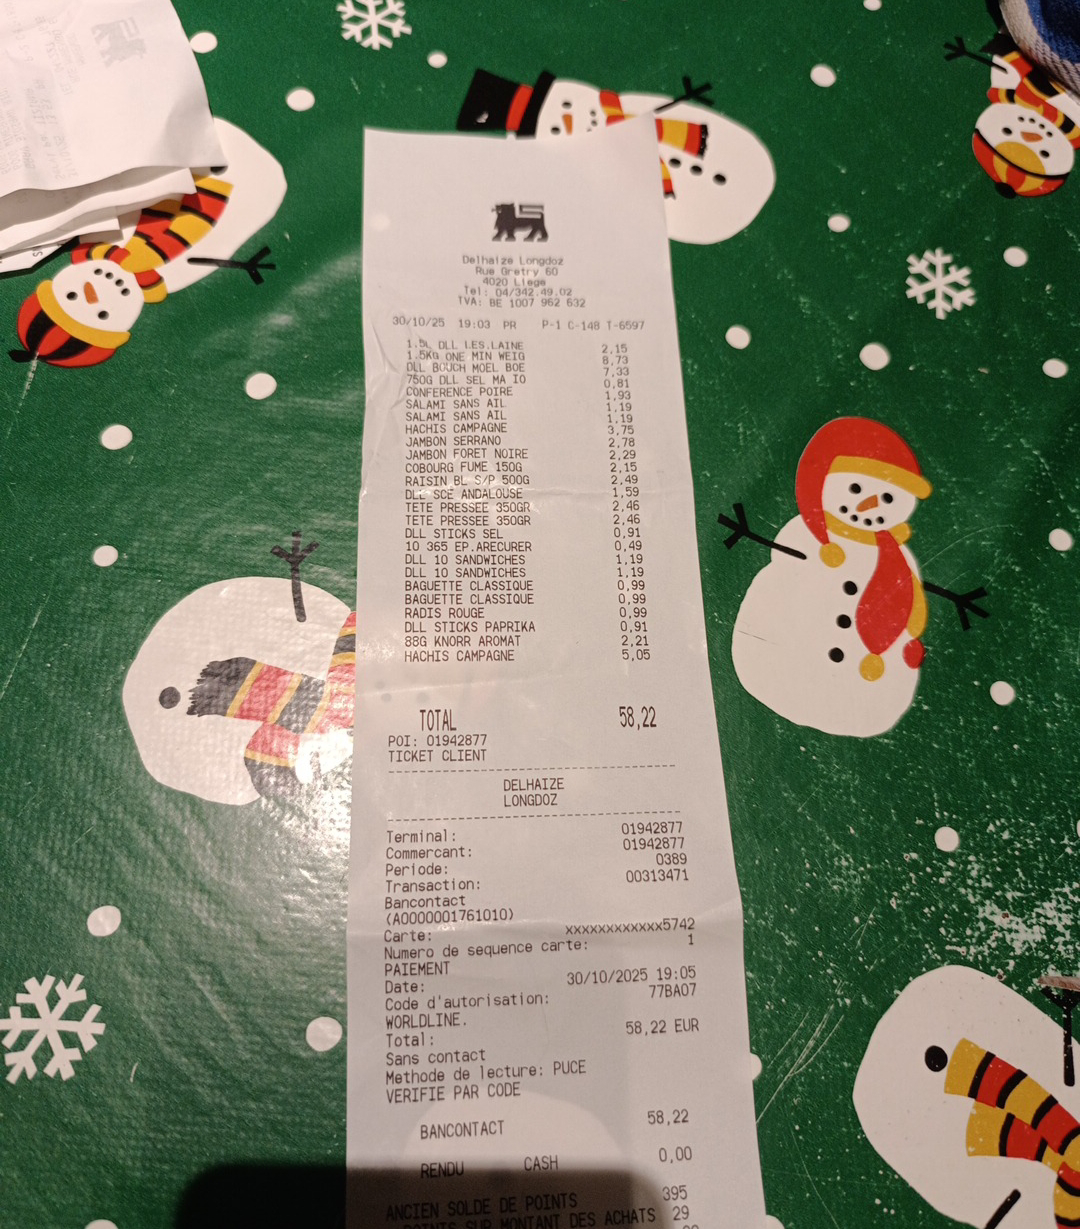 Delhaize Longdoz
Rue Gretry 60
4020 Liege
Tel: 04/342.49.02
TVA: BE 1007 962 632
30/10/25 19:03 PR P-1 C-148 T-6597
1.5L DLL LES.LAINE 2,15
1.5KG ONE MIN WEIG 8,73
DLL BOUCH MOEL BOE 7,33
750G DLL SEL MA IO 0,81
CONFERENCE POIRE 1,93
SALAMI SANS AIL 1,19
SALAMI SANS AIL 1,19
HACHIS CAMPAGNE 3,75
JAMBON SERRANO 2,78
JAMBON FORET NOIRE 2,29
COBOURG FUME 150G 2,15
RAISIN BL S/P 500G 2,49
DLL SCE ANDALOUSE 1,59
TETE PRESSEE 350GR 2,46
TETE PRESSEE 350GR 2,46
DLL STICKS SEL 0,91
10 365 EP.ARECURER 0,49
DLL 10 SANDWICHES 1,19
DLL 10 SANDWICHES 1,19
BAGUETTE CLASSIQUE 0,99
BAGUETTE CLASSIQUE 0,99
RADIS ROUGE 0,99
DLL STICKS PAPRIKA 0,91
88G KNORR AROMAT 2,21
HACHIS CAMPAGNE 5,05
TOTAL 58,22
POI: 01942877
TICKET CLIENT
DELHAIZE
LONGDOZ
Terminal: 01942877
Commercant: 01942877
Periode: 0389
Transaction: 00313471
Bancontact
(A0000001761010)
Carte: xxxxxxxxxxxx5742
Numero de sequence carte: 1
PAIEMENT
Date: 30/10/2025 19:05
Code d'autorisation: 77BA07
WORLDLINE.
Total: 58,22 EUR
Sans contact
Methode de lecture: PUCE
VERIFIE PAR CODE
BANCONTACT 58,22
RENDU CASH 0,00
ANCIEN SOLDE DE POINTS 395
POINTS SUR MONTANT DES ACHATS 29